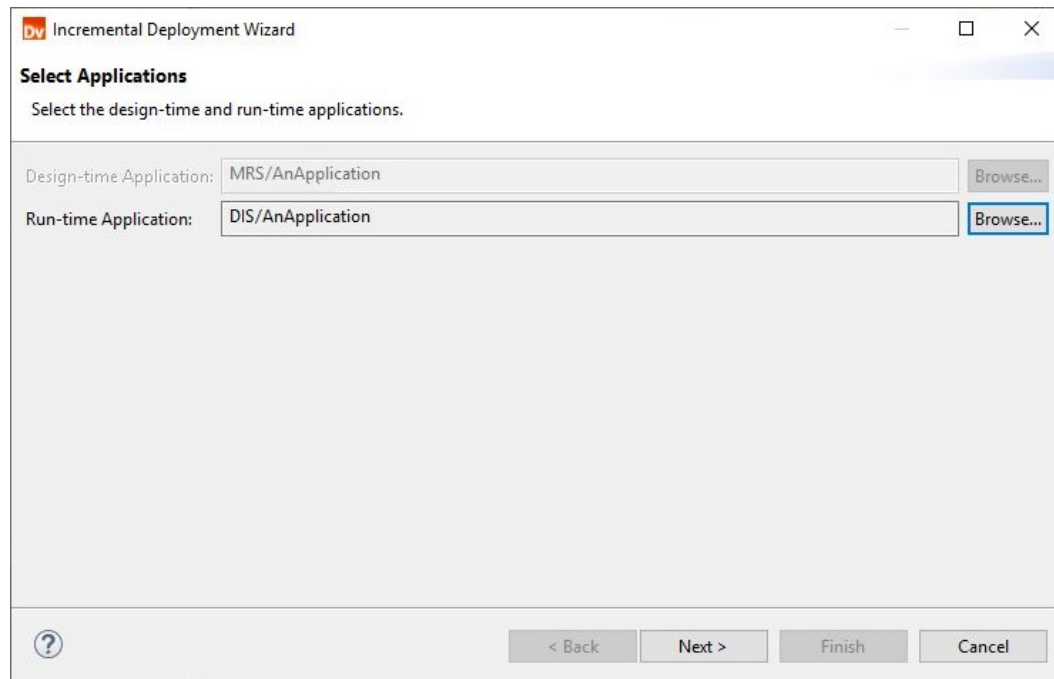 Dv Incremental Deployment Wizard
Select Applications
Select the design-time and run-time applications.
Design-time Application: MRS/AnApplication Browse...
Run-time Application: DIS/AnApplication Browse...
? < Back Next > Finish Cancel